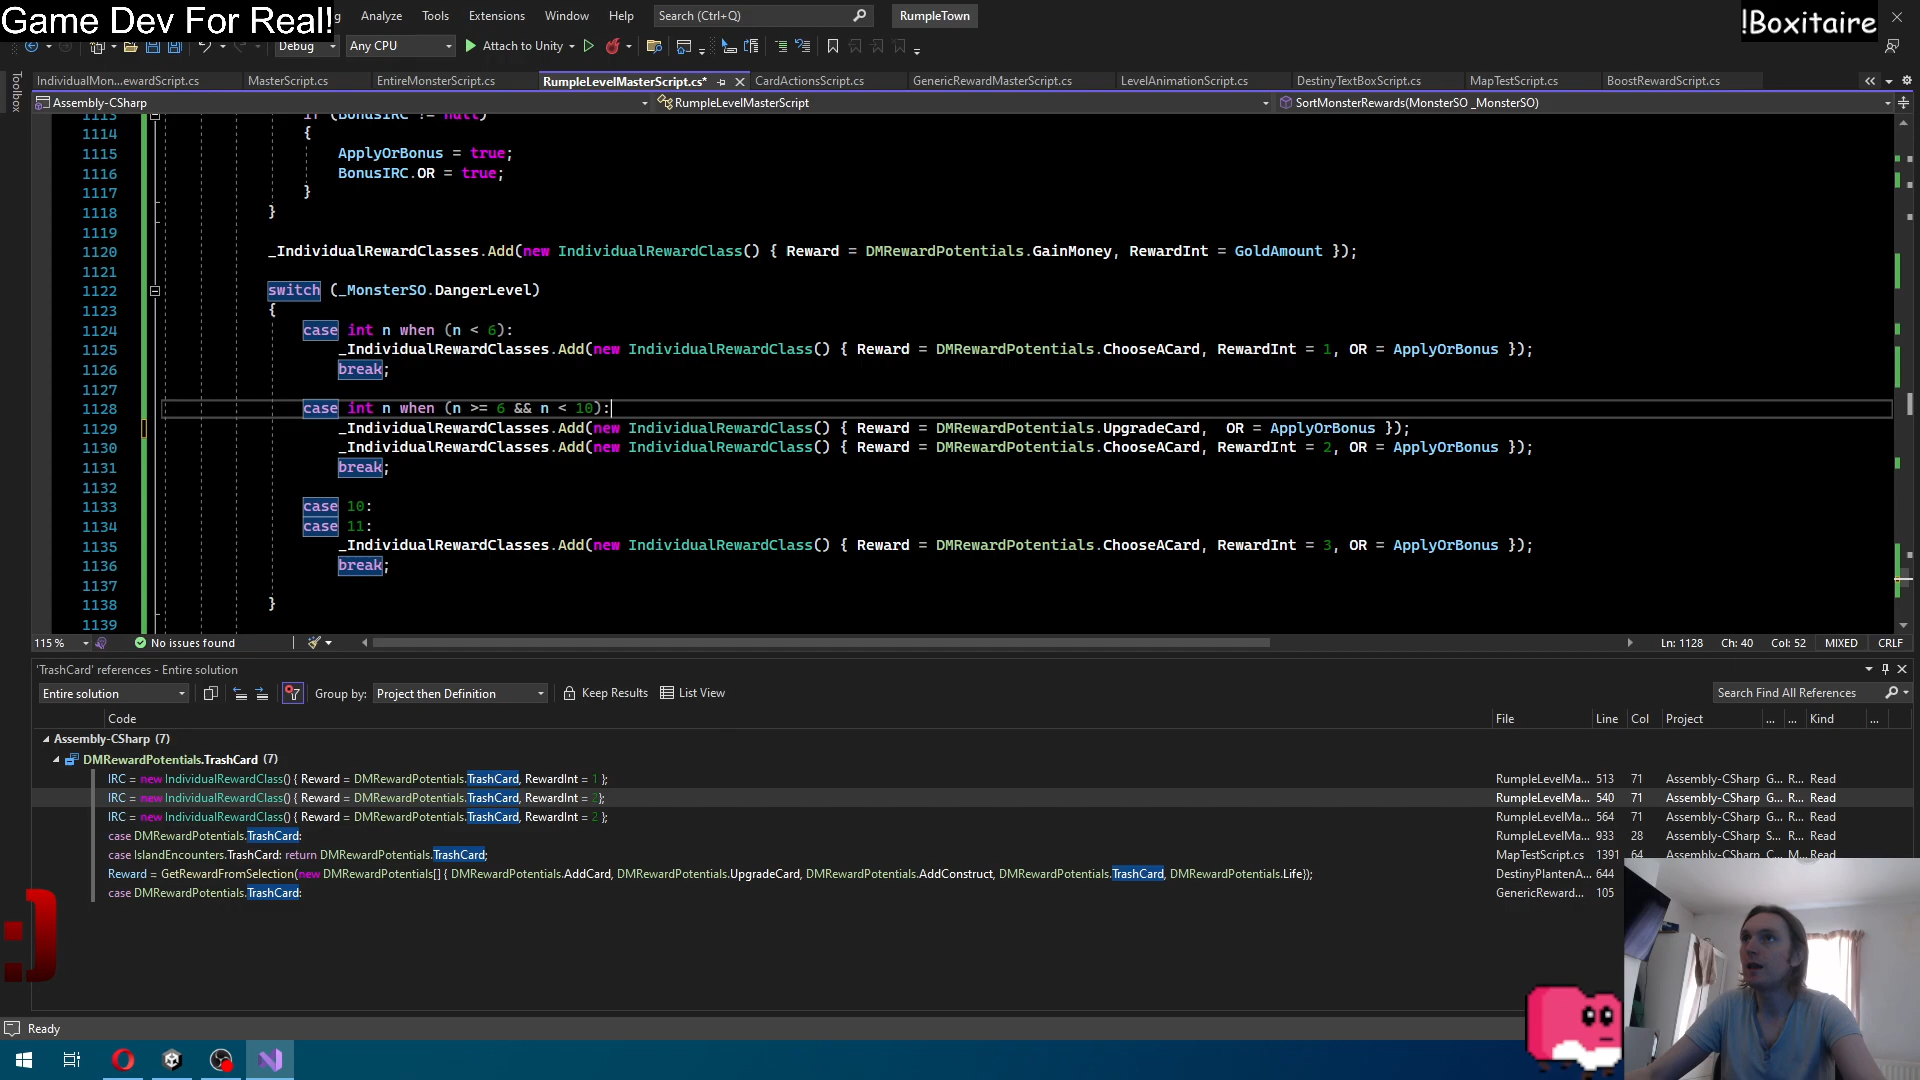 Game Dev For Real!
Analyze Tools Extensions Window Help Search (Ctrl+Q) RumpleTown
!Boxitaire
Debug Any CPU Attach to Unity
IndividualMon...ewardScript.cs MasterScript.cs EntireMonsterScript.cs RumpleLevelMasterScript.cs* CardActionsScript.cs GenericRewardMasterScript.cs LevelAnimationScript.cs DestinyTextBoxScript.cs MapTestScript.cs BoostRewardScript.cs
Toolbox
Assembly-CSharp RumpleLevelMasterScript SortMonsterRewards(MonsterSO _MonsterSO)
1113 if (BonusIRC != null)
1114 {
1115 ApplyOrBonus = true;
1116 BonusIRC.OR = true;
1117 }
1118 }
1119
1120 _IndividualRewardClasses.Add(new IndividualRewardClass() { Reward = DMRewardPotentials.GainMoney, RewardInt = GoldAmount });
1121
1122 switch (_MonsterSO.DangerLevel)
1123 {
1124 case int n when (n < 6):
1125 _IndividualRewardClasses.Add(new IndividualRewardClass() { Reward = DMRewardPotentials.ChooseACard, RewardInt = 1, OR = ApplyOrBonus });
1126 break;
1127
1128 case int n when (n >= 6 && n < 10):
1129 _IndividualRewardClasses.Add(new IndividualRewardClass() { Reward = DMRewardPotentials.UpgradeCard,  OR = ApplyOrBonus });
1130 _IndividualRewardClasses.Add(new IndividualRewardClass() { Reward = DMRewardPotentials.ChooseACard, RewardInt = 2, OR = ApplyOrBonus });
1131 break;
1132
1133 case 10:
1134 case 11:
1135 _IndividualRewardClasses.Add(new IndividualRewardClass() { Reward = DMRewardPotentials.ChooseACard, RewardInt = 3, OR = ApplyOrBonus });
1136 break;
1137
1138 }
1139
115 % No issues found Ln: 1128 Ch: 40 Col: 52 MIXED CRLF
'TrashCard' references - Entire solution
Entire solution Group by: Project then Definition Keep Results List View Search Find All References
Code File Line Col Project ... ... Kind ...
Assembly-CSharp (7)
DMRewardPotentials.TrashCard (7)
IRC = new IndividualRewardClass() { Reward = DMRewardPotentials.TrashCard, RewardInt = 1 }; RumpleLevelMa... 513 71 Assembly-CSharp G... R... Read
IRC = new IndividualRewardClass() { Reward = DMRewardPotentials.TrashCard, RewardInt = 2}; RumpleLevelMa... 540 71 Assembly-CSharp G... R... Read
IRC = new IndividualRewardClass() { Reward = DMRewardPotentials.TrashCard, RewardInt = 2 }; RumpleLevelMa... 564 71 Assembly-CSharp G... R... Read
case DMRewardPotentials.TrashCard: RumpleLevelMa... 933 28 Assembly-CSharp S... R... Read
case IslandEncounters.TrashCard: return DMRewardPotentials.TrashCard; MapTestScript.cs 1391 64 Assembly-CSharp C... M... Read
Reward = GetRewardFromSelection(new DMRewardPotentials[] { DMRewardPotentials.AddCard, DMRewardPotentials.UpgradeCard, DMRewardPotentials.AddConstruct, DMRewardPotentials.TrashCard, DMRewardPotentials.Life}); DestinyPlantenA... 644
case DMRewardPotentials.TrashCard: GenericReward... 105
:)
Ready